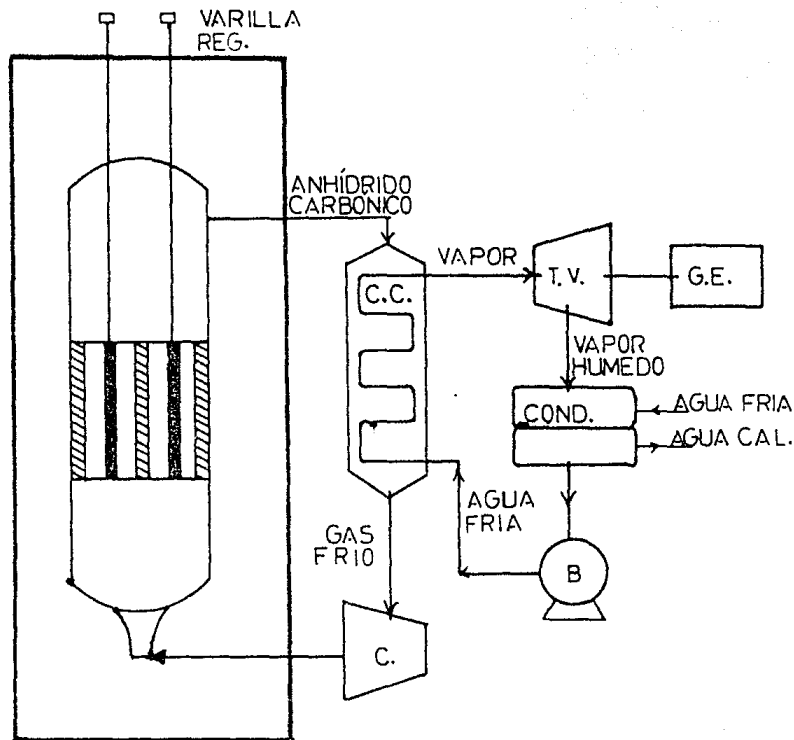 VARILLA
REG.
ANHÍDRIDO
CARBONICO
VAPOR
C.C.
T.V.
G.E.
VAPOR
HUMEDO
COND.
AGUA FRIA
AGUA CAL.
AGUA
FRIA
GAS
FRIO
B
C.